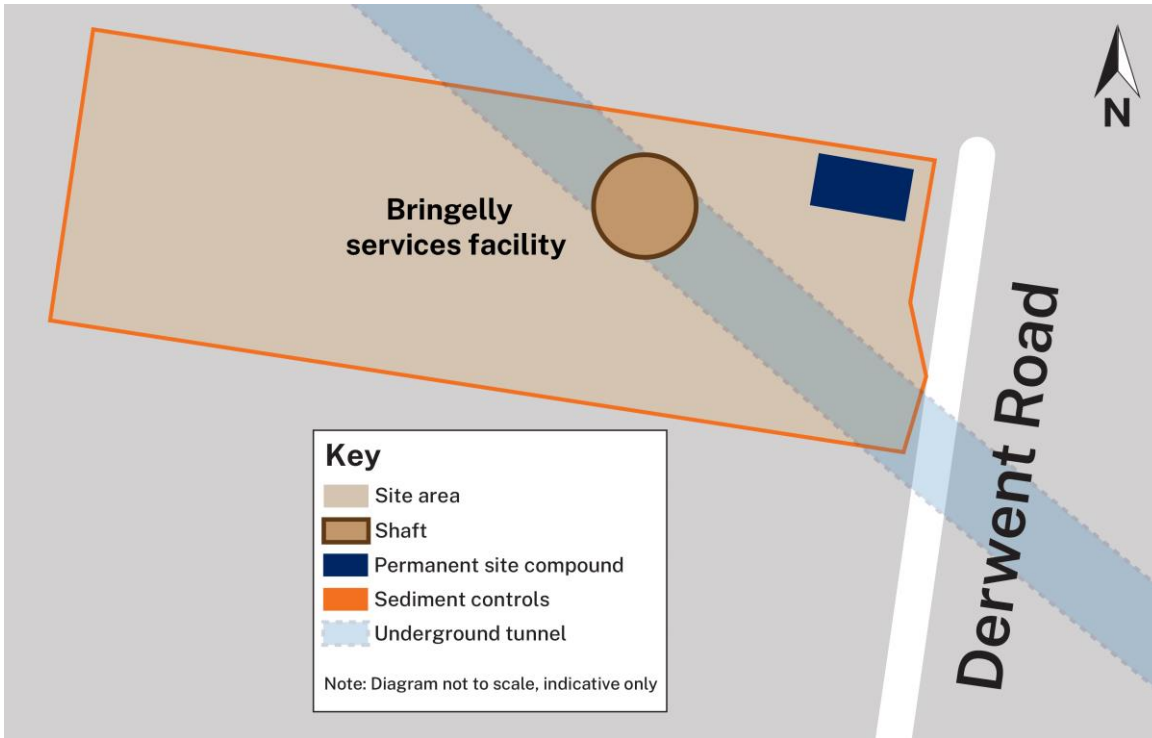 N
Bringelly
services facility
Derwent Road
Key
Site area
Shaft
Permanent site compound
Sediment controls
Underground tunnel
Note: Diagram not to scale, indicative only